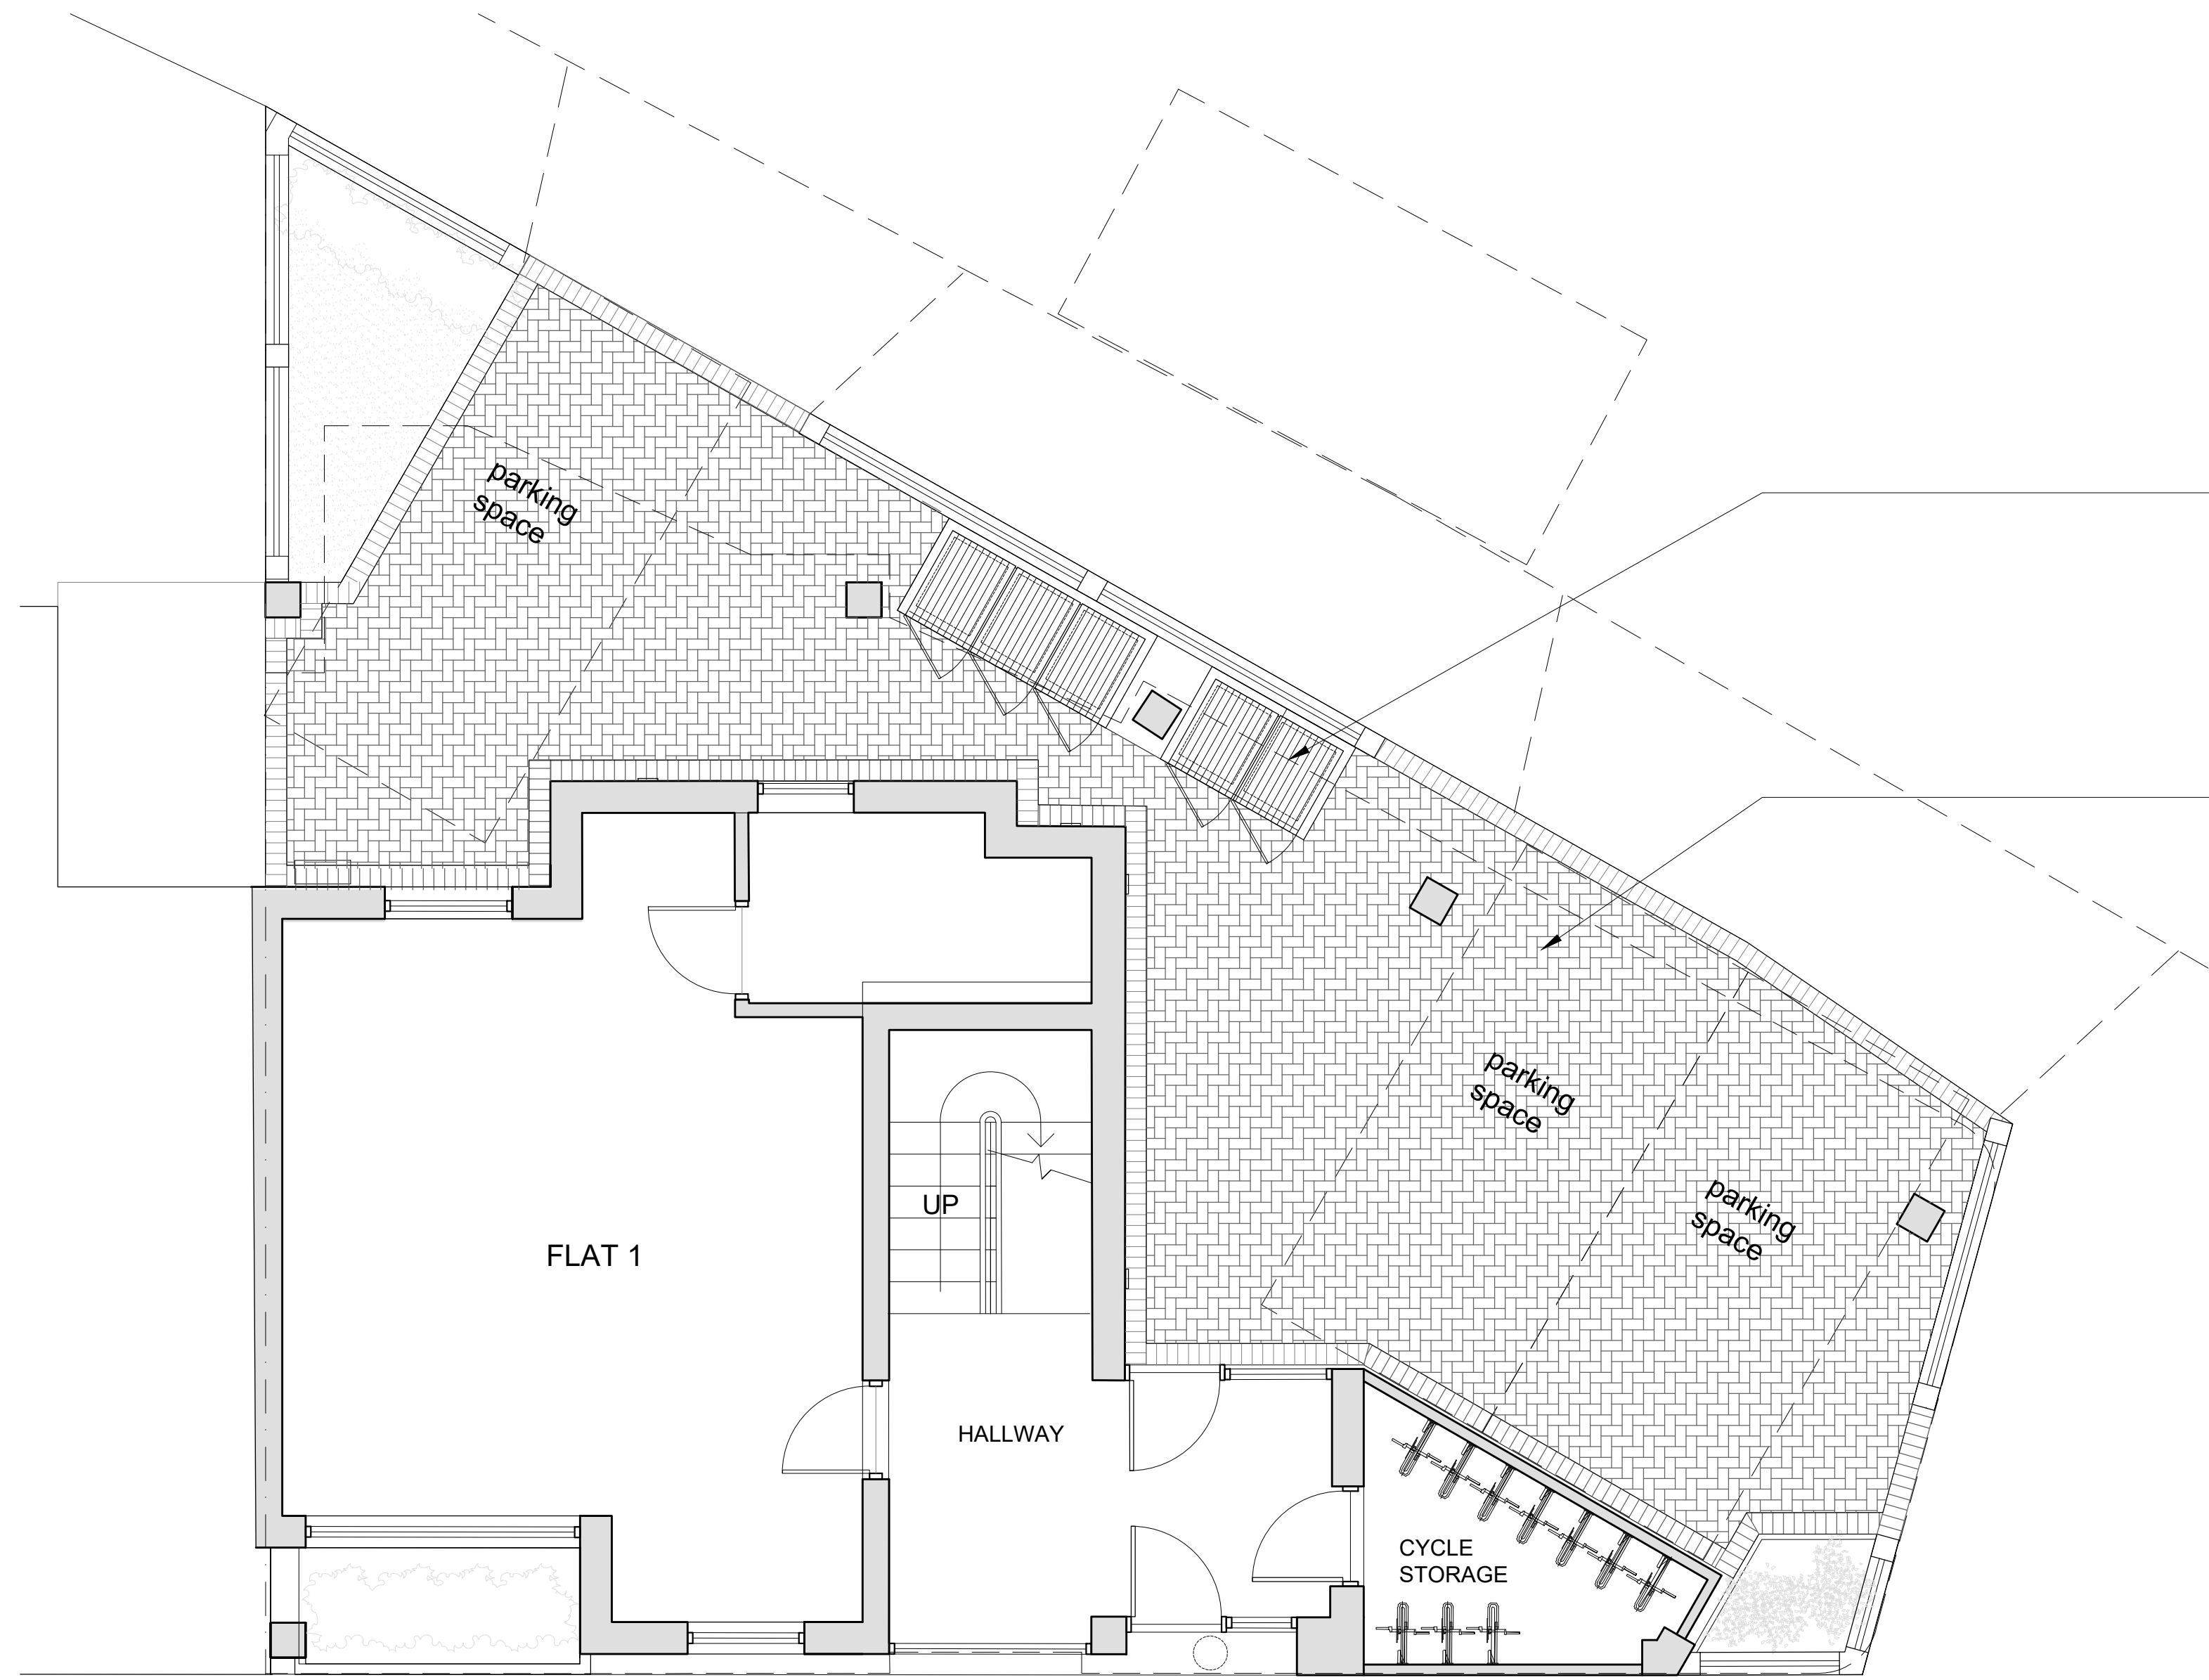 parking
space
parking
space
parking
space
UP
FLAT 1
HALLWAY
CYCLE
STORAGE